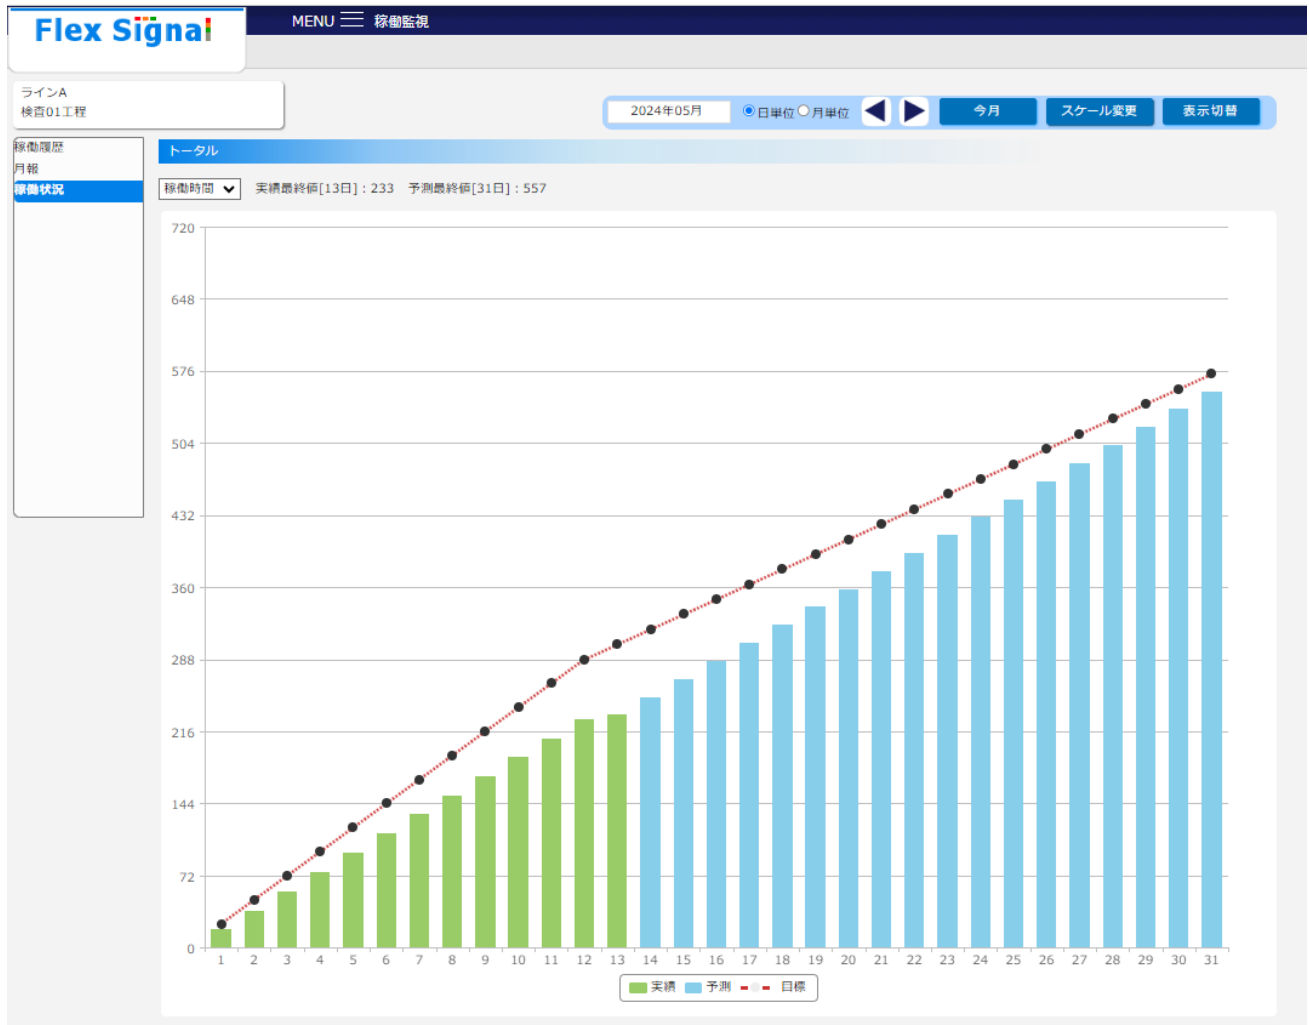 Flex Signal
MENU 稼働監視
ラインA
検査01工程
2024年05月 日単位 月単位 今月 スケール変更 表示切替
稼働履歴
月報
稼働状況
トータル
稼働時間 実績最終値[13日]：233 予測最終値[31日]：557
720
648
576
504
432
360
288
216
144
72
0
1 2 3 4 5 6 7 8 9 10 11 12 13 14 15 16 17 18 19 20 21 22 23 24 25 26 27 28 29 30 31
実績 予測 目標